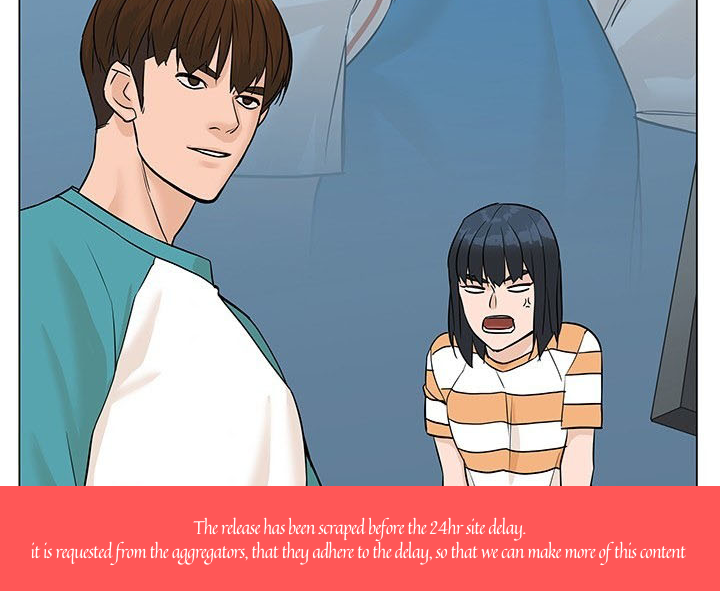 The release has been scraped before the 24hr site delay.
it is requested from the aggregators, that they adhere to the delay, so that we can make more of this content